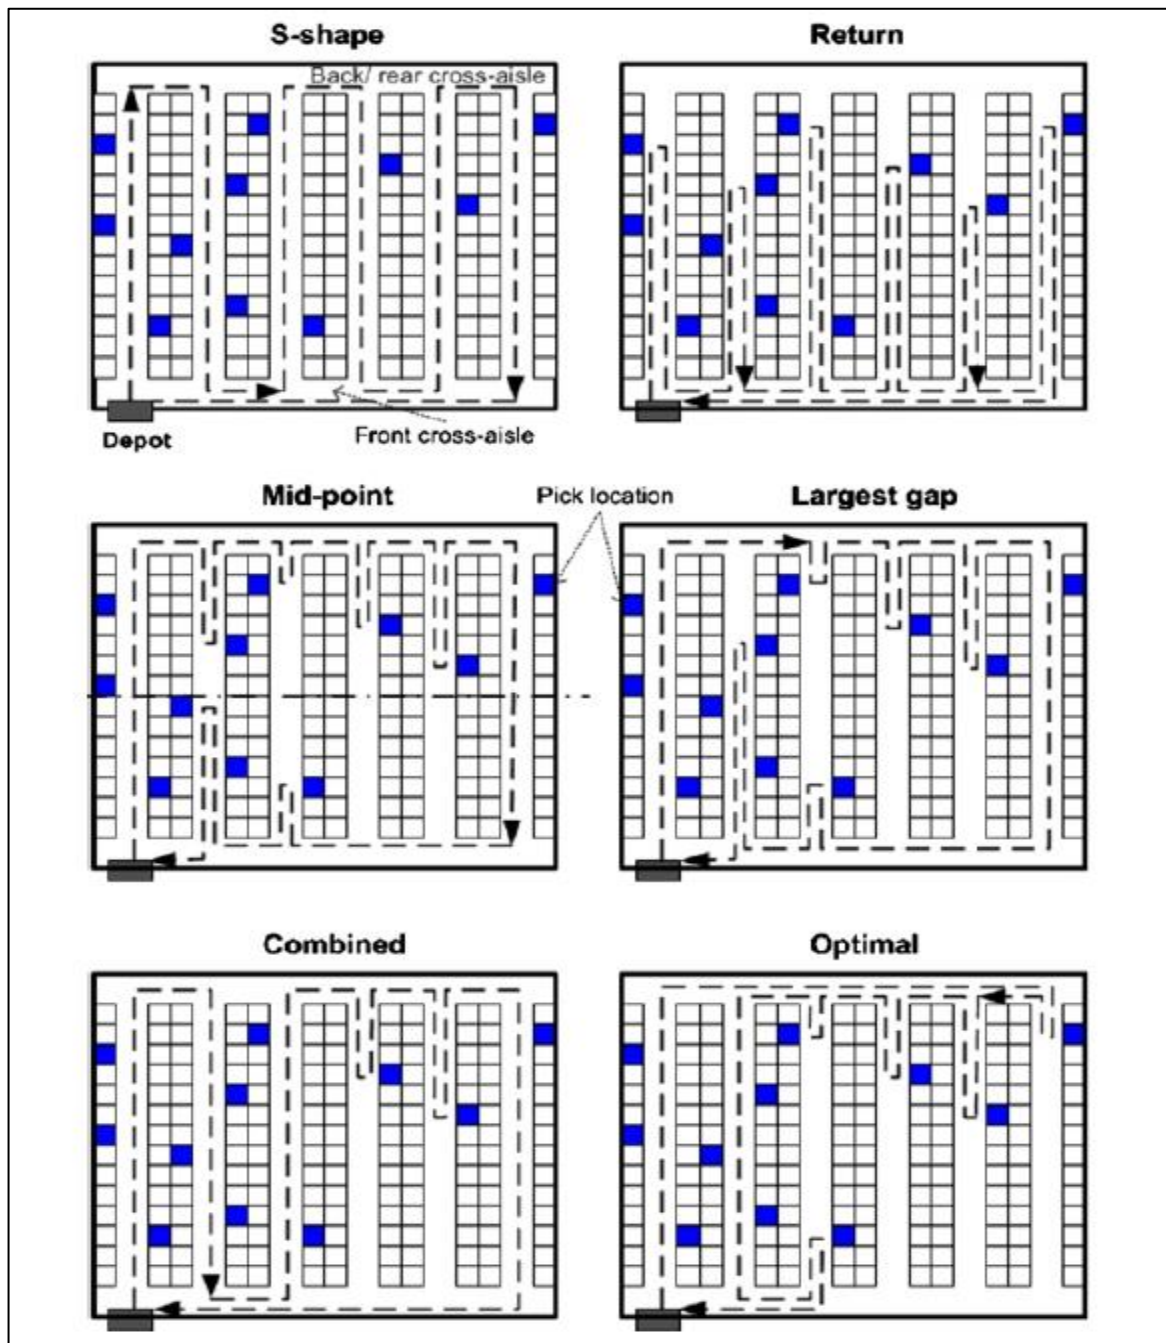 S-shape
Return
Back/ rear cross-aisle
Depot
Front cross-aisle
Mid-point
Pick location
Largest gap
Combined
Optimal